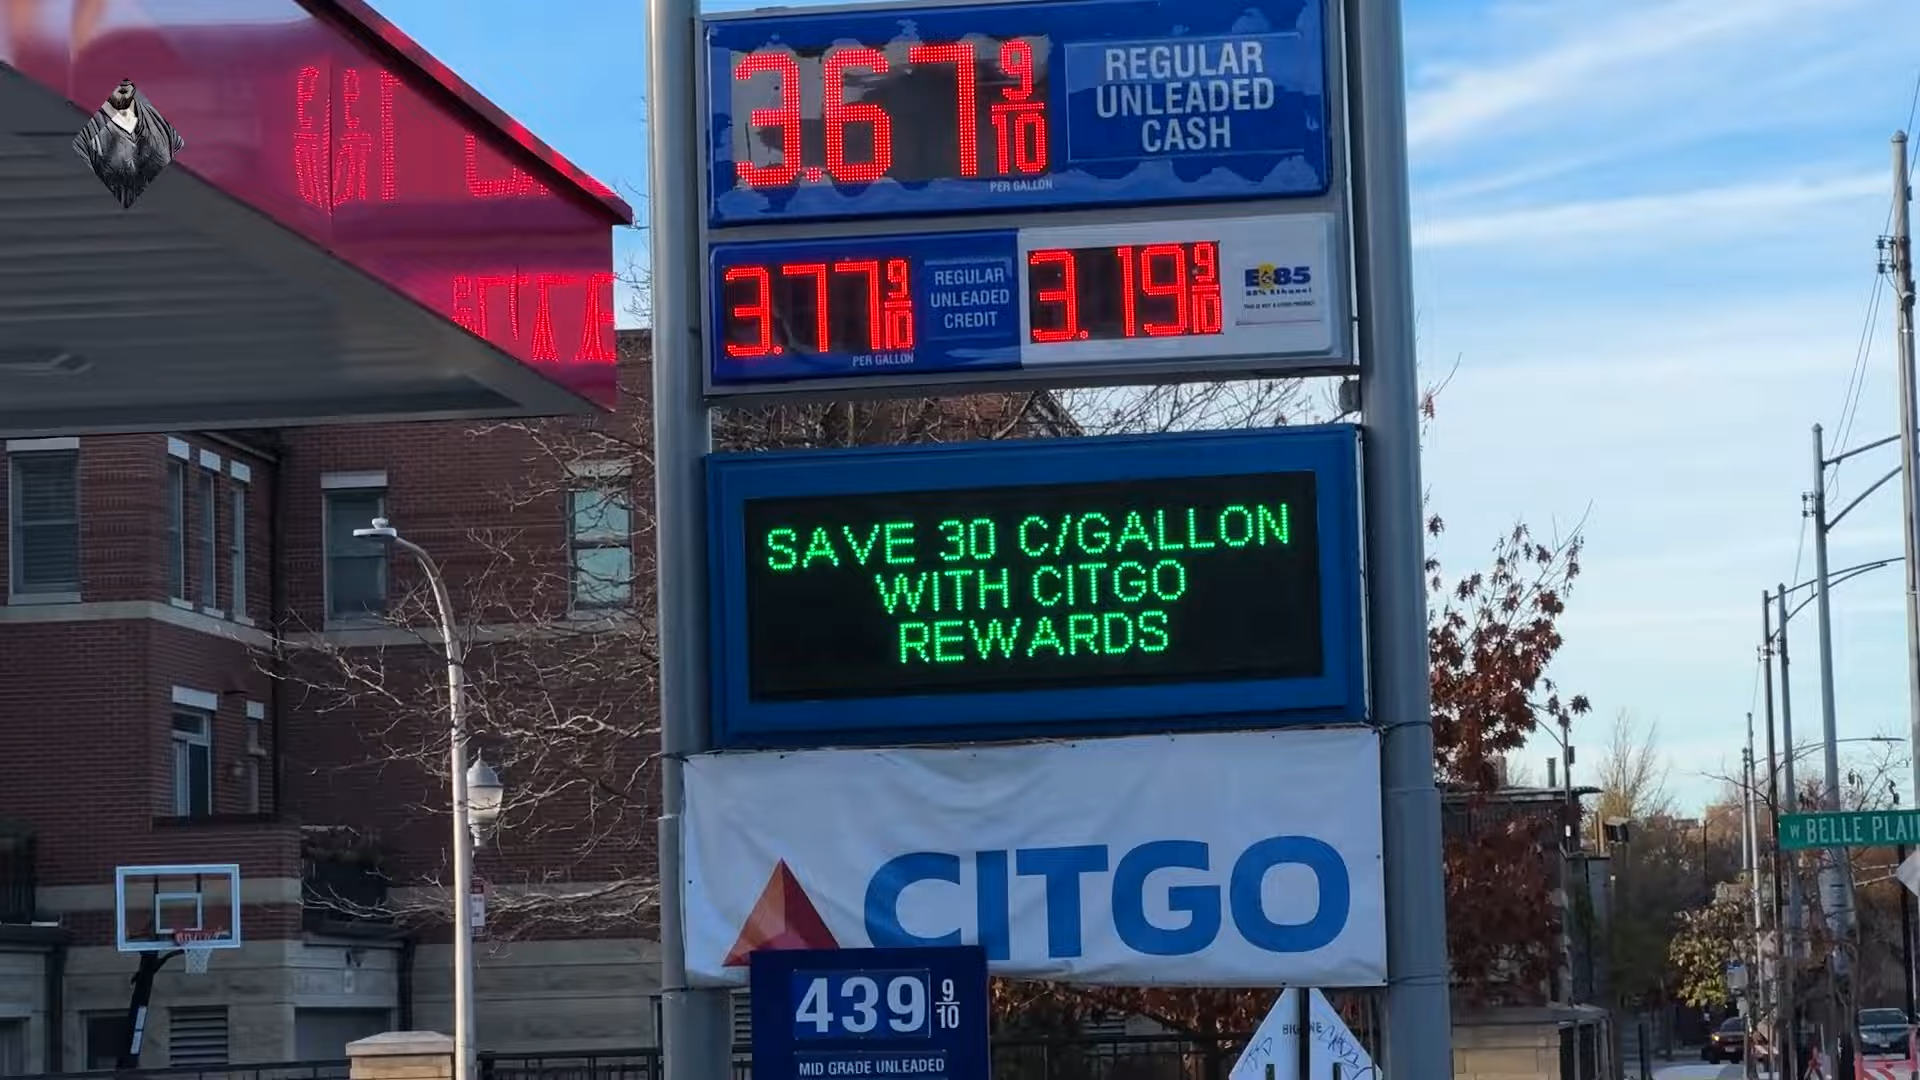 3.67 9/10
REGULAR
UNLEADED
CASH
PER GALLON
3.77 9/10
REGULAR
UNLEADED
CREDIT
PER GALLON
3.19 9/10
E85
85% Ethanol
SAVE 30 C/GALLON
WITH CITGO
REWARDS
CITGO
439 9/10
MID GRADE UNLEADED
W BELLE PLAI